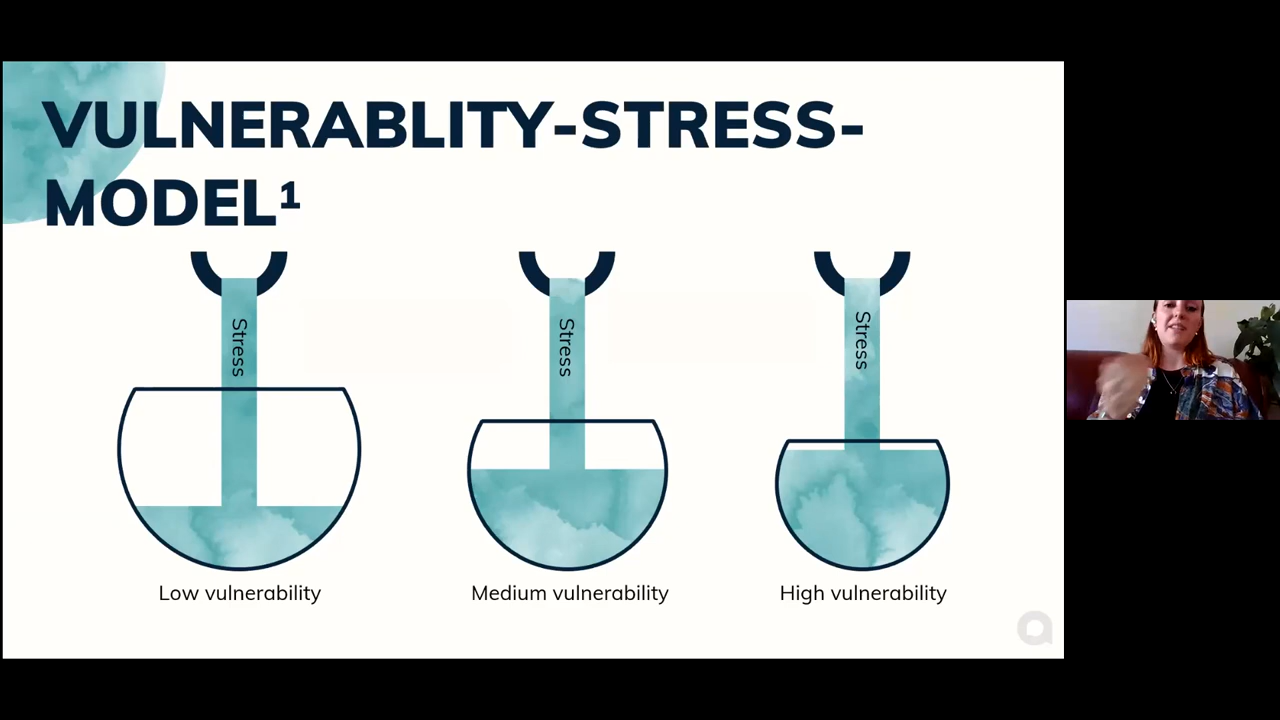 VULNERABLITY-STRESS-
MODEL¹
Stress
Stress
Stress
Low vulnerability
Medium vulnerability
High vulnerability